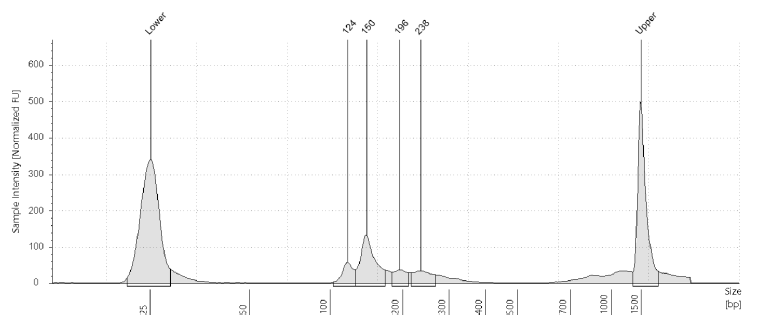 Lower 124 150 196 238 Upper
Sample Intensity [Normalized FU]
600
500
400
300
200
100
0
25 50 100 200 300 400 500 700 1000 1500
Size
[bp]